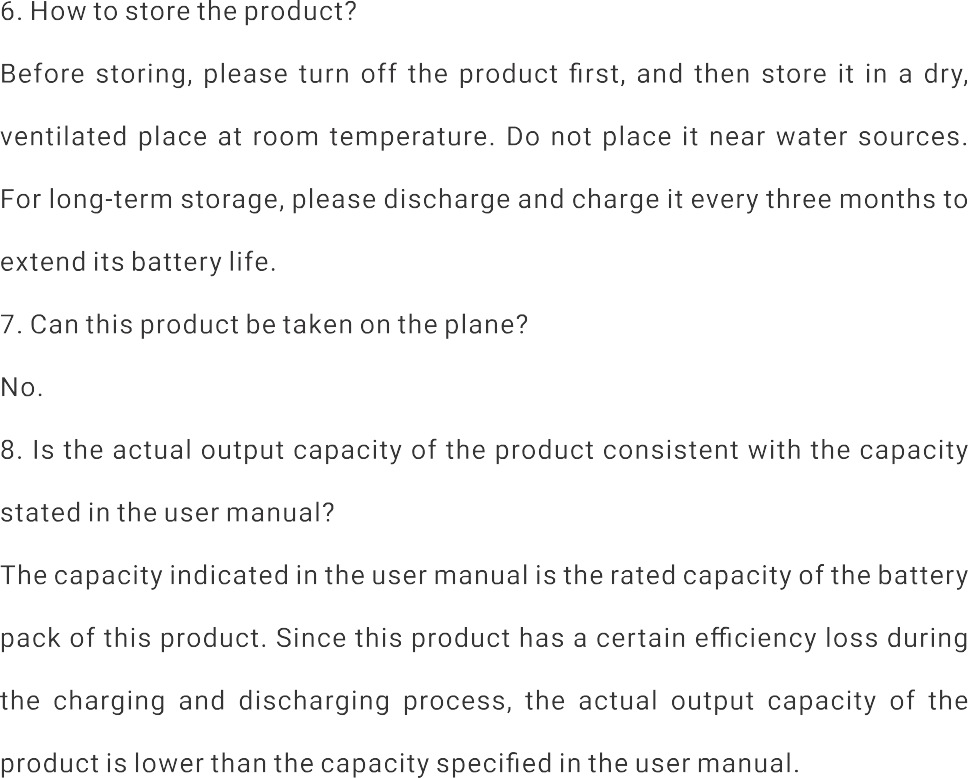 6. How to store the product?
Before storing, please turn off the product first, and then store it in a dry,
ventilated place at room temperature. Do not place it near water sources.
For long-term storage, please discharge and charge it every three months to
extend its battery life.
7. Can this product be taken on the plane?
No.
8. Is the actual output capacity of the product consistent with the capacity
stated in the user manual?
The capacity indicated in the user manual is the rated capacity of the battery
pack of this product. Since this product has a certain efficiency loss during
the charging and discharging process, the actual output capacity of the
product is lower than the capacity specified in the user manual.